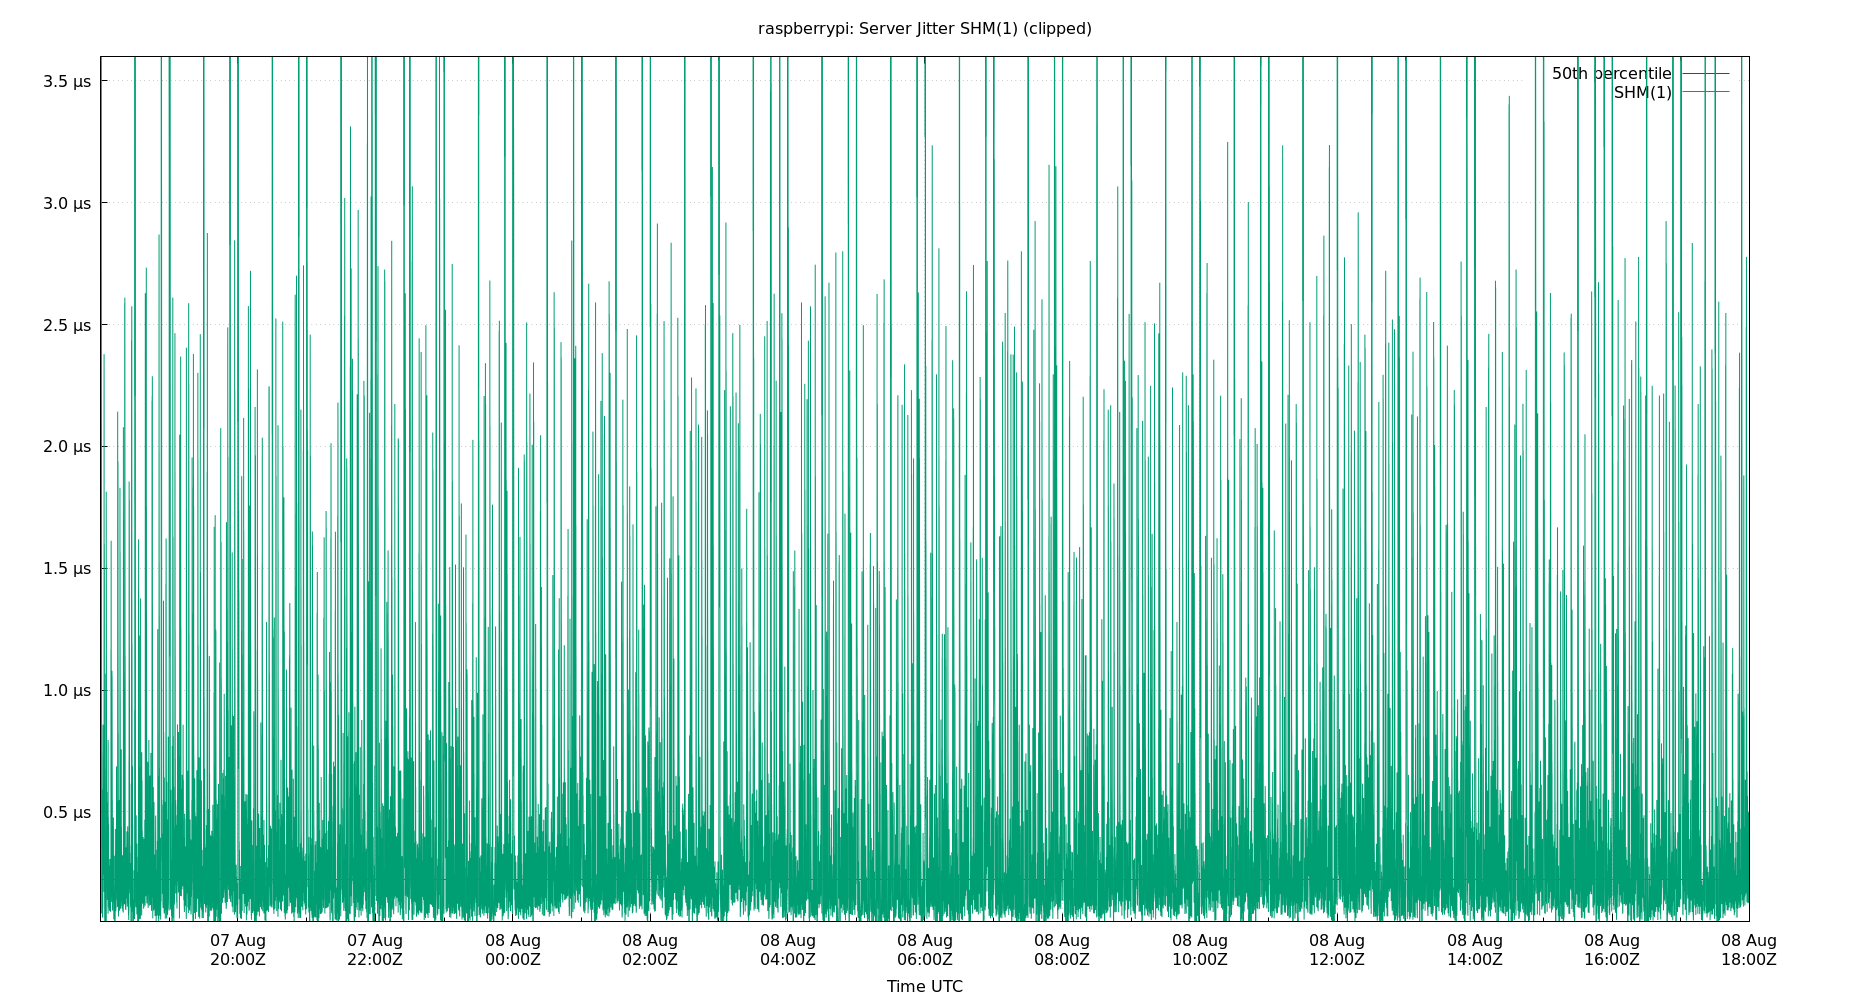 raspberrypi: Server Jitter SHM(1) (clipped)
50th percentile
SHM(1)
3.5 µs
3.0 µs
2.5 µs
2.0 µs
1.5 µs
1.0 µs
0.5 µs
07 Aug 07 Aug 08 Aug 08 Aug 08 Aug 08 Aug 08 Aug 08 Aug 08 Aug 08 Aug 08 Aug 08 Aug
20:00Z 22:00Z 00:00Z 02:00Z 04:00Z 06:00Z 08:00Z 10:00Z 12:00Z 14:00Z 16:00Z 18:00Z
Time UTC